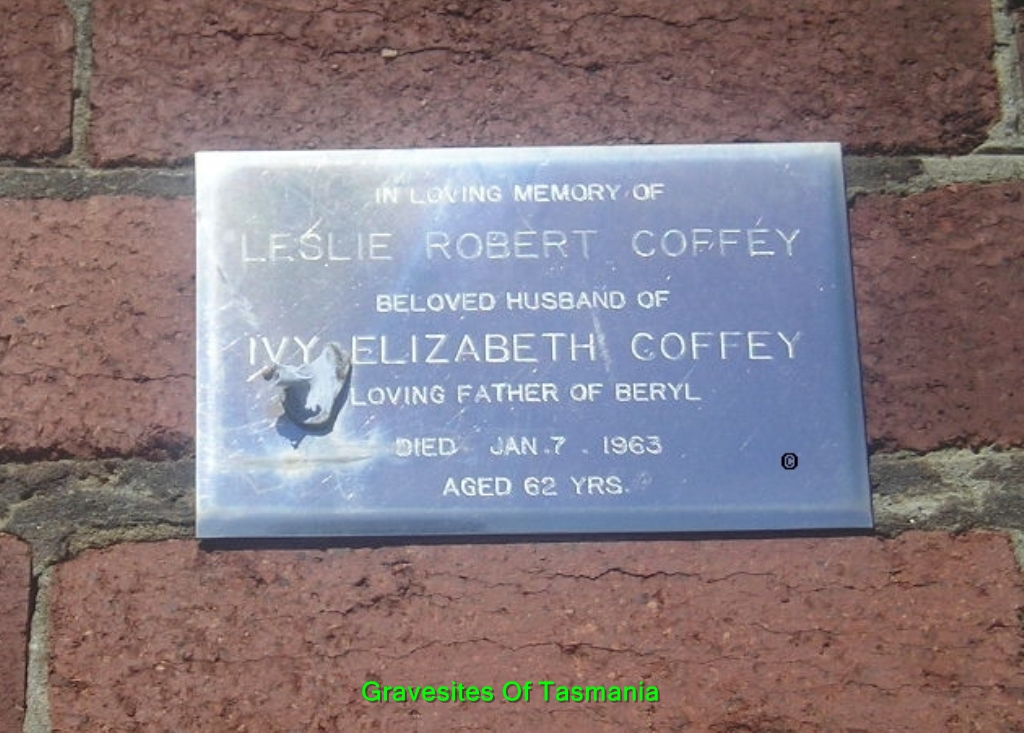 IN LOVING MEMORY OF
LESLIE ROBERT COFFEY
BELOVED HUSBAND OF
IVY ELIZABETH COFFEY
LOVING FATHER OF BERYL
DIED JAN. 7. 1963
AGED 62 YRS.
©
Gravesites Of Tasmania